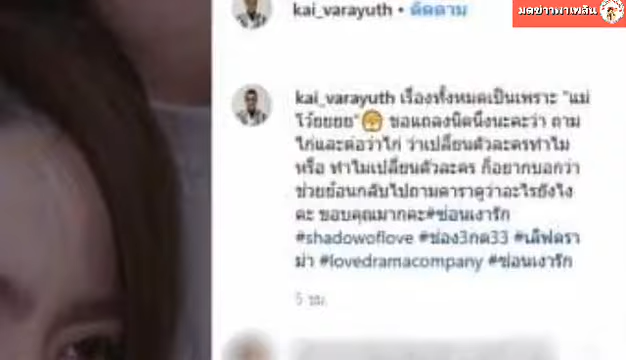 มดข่าวพาเพลิน
kai_varayuth • ติดตาม
kai_varayuth เรื่องทั้งหมดเป็นเพราะ "แม่
โว้ยยยย"😤 ขอแถลงนิดนึงนะคะว่า ถาม
ไก่และต่อว่าไก่ ว่าเปลี่ยนตัวละครทำไม
หรือ ทำไมเปลี่ยนตัวละคร ก็อยากบอกว่า
ช่วยย้อนกลับไปถามดาราดูว่าอะไรยังไง
คะ ขอบคุณมากคะ#ซ่อนเงารัก
#shadowoflove #ช่อง3กด33 #เลิฟดรา
ม่า #lovedramacompany #ซ่อนเงารัก
5 ชม.